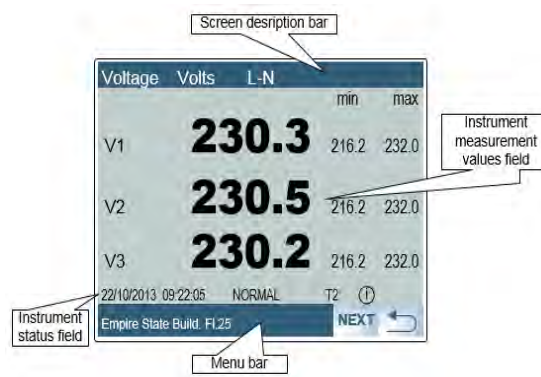 Screen desription bar
Voltage Volts L-N
min max
V1 230.3 216.2 232.0
Instrument
measurement
values field
V2 230.5 216.2 232.0
V3 230.2 216.2 232.0
22/10/2013 09:22:05 NORMAL T2 i
Instrument
status field
Empire State Build. Fl.25 NEXT
Menu bar